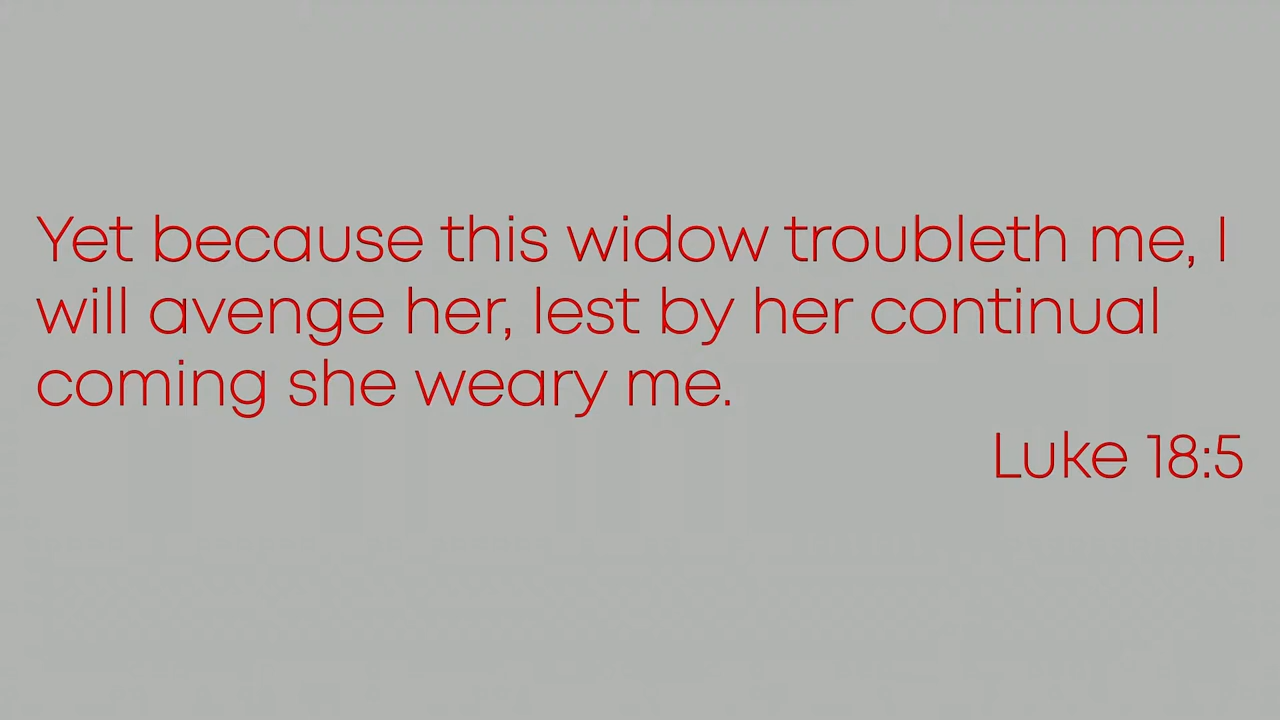 Yet because this widow troubleth me, I
will avenge her, lest by her continual
coming she weary me.
Luke 18:5